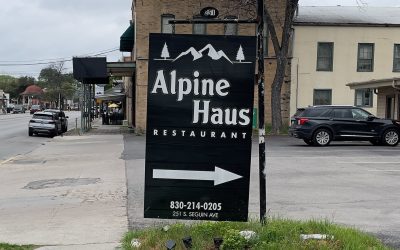 Alpine
Haus
RESTAURANT
830-214-0205
251 S. SEGUIN AVE